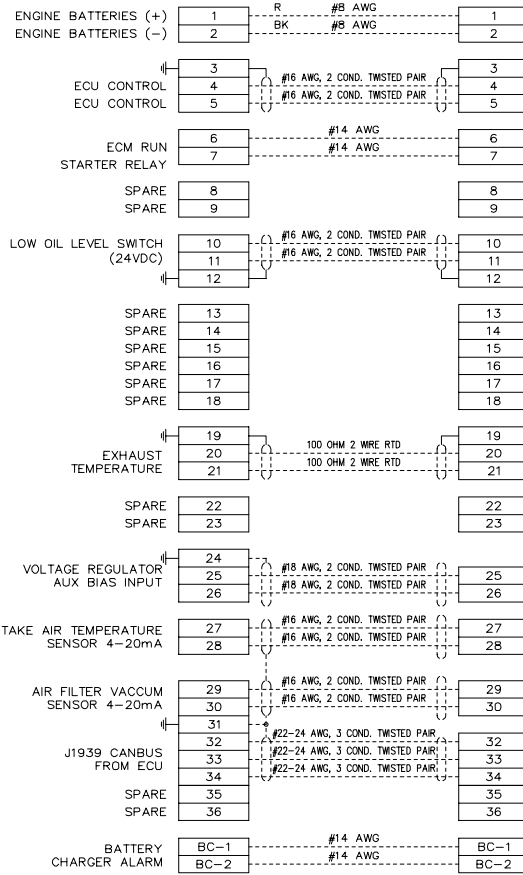 ENGINE BATTERIES (+) 1 R #8 AWG 1
ENGINE BATTERIES (−) 2 BK #8 AWG 2
3 3
ECU CONTROL 4 #16 AWG, 2 COND. TWISTED PAIR 4
ECU CONTROL 5 #16 AWG, 2 COND. TWISTED PAIR 5
ECM RUN 6 #14 AWG 6
STARTER RELAY 7 #14 AWG 7
SPARE 8 8
SPARE 9 9
LOW OIL LEVEL SWITCH 10 #16 AWG, 2 COND. TWISTED PAIR 10
(24VDC) 11 #16 AWG, 2 COND. TWISTED PAIR 11
12 12
SPARE 13 13
SPARE 14 14
SPARE 15 15
SPARE 16 16
SPARE 17 17
SPARE 18 18
19 19
EXHAUST 20 100 OHM 2 WIRE RTD 20
TEMPERATURE 21 100 OHM 2 WIRE RTD 21
SPARE 22 22
SPARE 23 23
24
VOLTAGE REGULATOR 25 #18 AWG, 2 COND. TWISTED PAIR 25
AUX BIAS INPUT 26 #18 AWG, 2 COND. TWISTED PAIR 26
TAKE AIR TEMPERATURE 27 #16 AWG, 2 COND. TWISTED PAIR 27
SENSOR 4−20mA 28 #16 AWG, 2 COND. TWISTED PAIR 28
AIR FILTER VACCUM 29 #16 AWG, 2 COND. TWISTED PAIR 29
SENSOR 4−20mA 30 #16 AWG, 2 COND. TWISTED PAIR 30
31
32 #22−24 AWG, 3 COND. TWISTED PAIR 32
J1939 CANBUS 33 #22−24 AWG, 3 COND. TWISTED PAIR 33
FROM ECU 34 #22−24 AWG, 3 COND. TWISTED PAIR 34
SPARE 35 35
SPARE 36 36
BATTERY BC−1 #14 AWG BC−1
CHARGER ALARM BC−2 #14 AWG BC−2